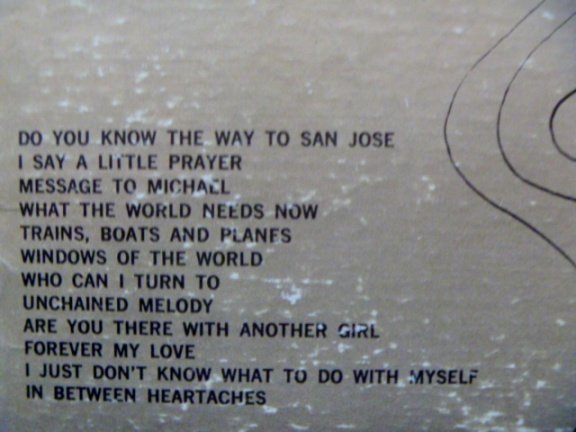 DO YOU KNOW THE WAY TO SAN JOSE
I SAY A LITTLE PRAYER
MESSAGE TO MICHAEL
WHAT THE WORLD NEEDS NOW
TRAINS, BOATS AND PLANES
WINDOWS OF THE WORLD
WHO CAN I TURN TO
UNCHAINED MELODY
ARE YOU THERE WITH ANOTHER GIRL
FOREVER MY LOVE
I JUST DON'T KNOW WHAT TO DO WITH MYSELF
IN BETWEEN HEARTACHES